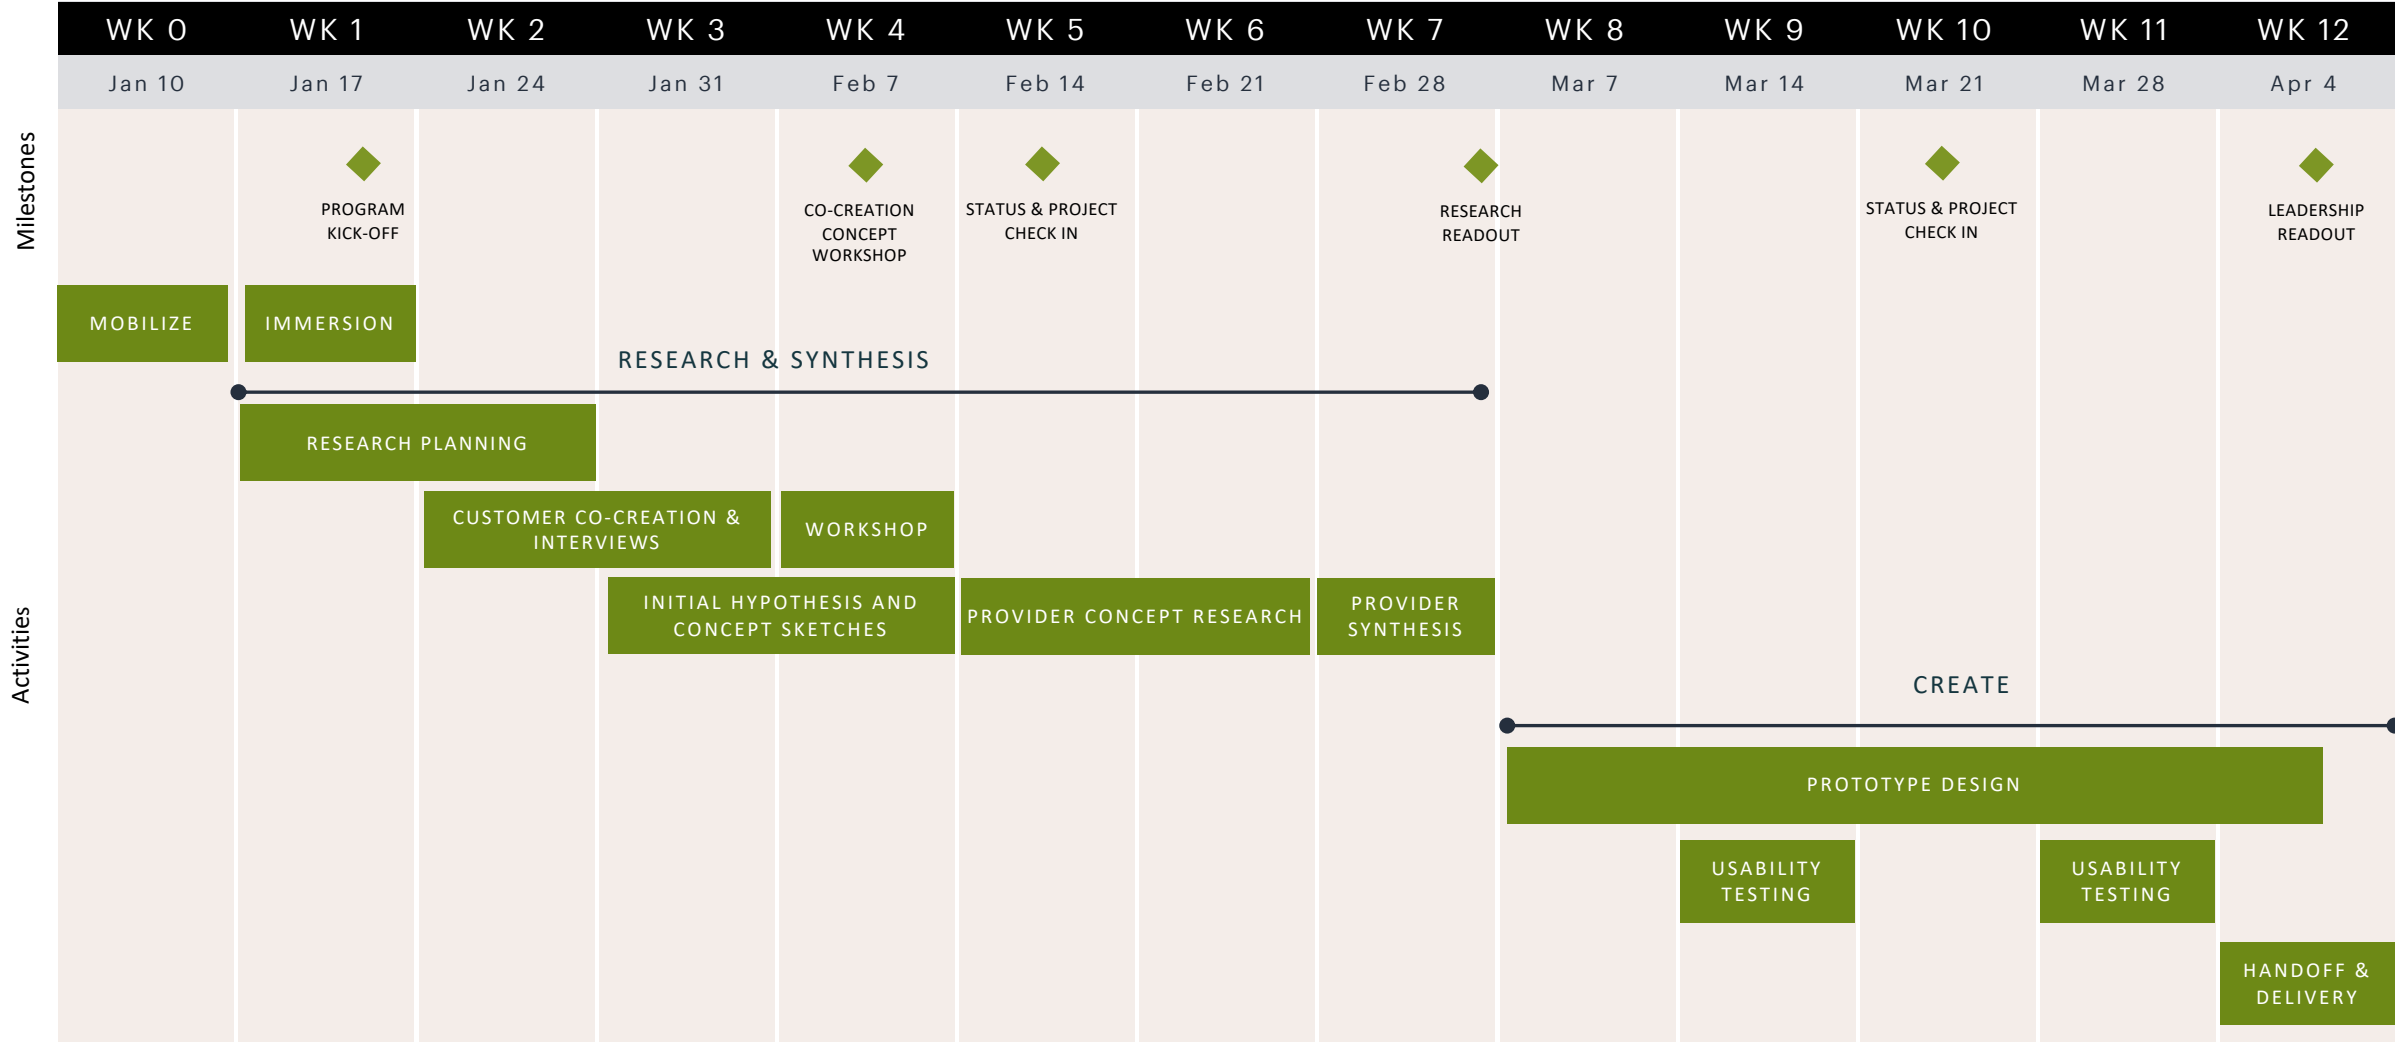 WK 0 WK 1 WK 2 WK 3 WK 4 WK 5 WK 6 WK 7 WK 8 WK 9 WK 10 WK 11 WK 12
Jan 10 Jan 17 Jan 24 Jan 31 Feb 7 Feb 14 Feb 21 Feb 28 Mar 7 Mar 14 Mar 21 Mar 28 Apr 4
Milestones
PROGRAM
KICK-OFF
CO-CREATION
CONCEPT
WORKSHOP
STATUS & PROJECT
CHECK IN
RESEARCH
READOUT
STATUS & PROJECT
CHECK IN
LEADERSHIP
READOUT
Activities
MOBILIZE
IMMERSION
RESEARCH & SYNTHESIS
RESEARCH PLANNING
CUSTOMER CO-CREATION &
INTERVIEWS
WORKSHOP
INITIAL HYPOTHESIS AND
CONCEPT SKETCHES
PROVIDER CONCEPT RESEARCH
PROVIDER
SYNTHESIS
CREATE
PROTOTYPE DESIGN
USABILITY
TESTING
USABILITY
TESTING
HANDOFF &
DELIVERY